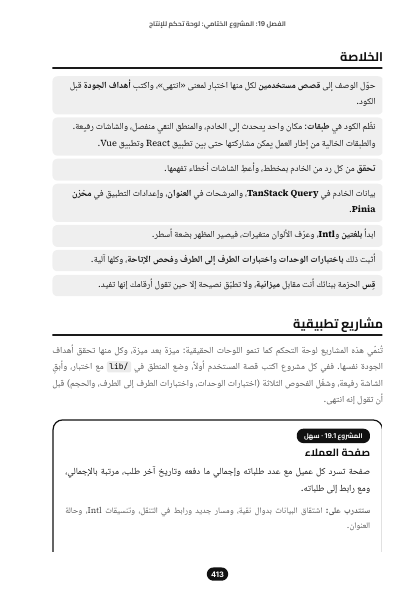 الفصل 19: المشروع الختامي: لوحة تحكم للإنتاج
الخلاصة
حوّل الوصف إلى قصص مستخدمين لكل منها اختبار لمعنى «انتهى»، واكتب أهداف الجودة قبل
الكود.
نظّم الكود في طبقات: مكان واحد يتحدث إلى الخادم، والمنطق النقي منفصل، والشاشات رفيعة.
والطبقات الخالية من إطار العمل يمكن مشاركتها حتى بين تطبيق React وتطبيق Vue.
تحقق من كل رد من الخادم بمخطط، وأعطِ الشاشات أخطاء تفهمها.
بيانات الخادم في TanStack Query، والمرشحات في العنوان، وإعدادات التطبيق في مخزن
Pinia.
ابدأ بلغتين وIntl، وعرّف الألوان متغيرات، فيصير المظهر بضعة أسطر.
أثبت ذلك باختبارات الوحدات واختبارات الطرف إلى الطرف وفحص الإتاحة، وكلها آلية.
قِس الحزمة ببنائك أنت مقابل ميزانية، ولا تطبّق نصيحة إلا حين تقول أرقامك إنها تفيد.
مشاريع تطبيقية
تُنمّي هذه المشاريع لوحة التحكم كما تنمو اللوحات الحقيقية: ميزة بعد ميزة، وكل منها تحقق أهداف
الجودة نفسها. ففي كل مشروع اكتب قصة المستخدم أولاً، وضع المنطق في lib/ مع اختبار، وأبقِ
الشاشة رفيعة، وشغّل الفحوص الثلاثة (اختبارات الوحدات، واختبارات الطرف إلى الطرف، والحجم) قبل
أن تقول إنه انتهى.
المشروع 19.1 · سهل
صفحة العملاء
صفحة تسرد كل عميل مع عدد طلباته وإجمالي ما دفعه وتاريخ آخر طلب، مرتبة بالإجمالي،
ومع رابط إلى طلباته.
ستتدرب على: اشتقاق البيانات بدوال نقية، ومسار جديد ورابط في التنقل، وتنسيقات Intl، وحالة
العنوان.
413